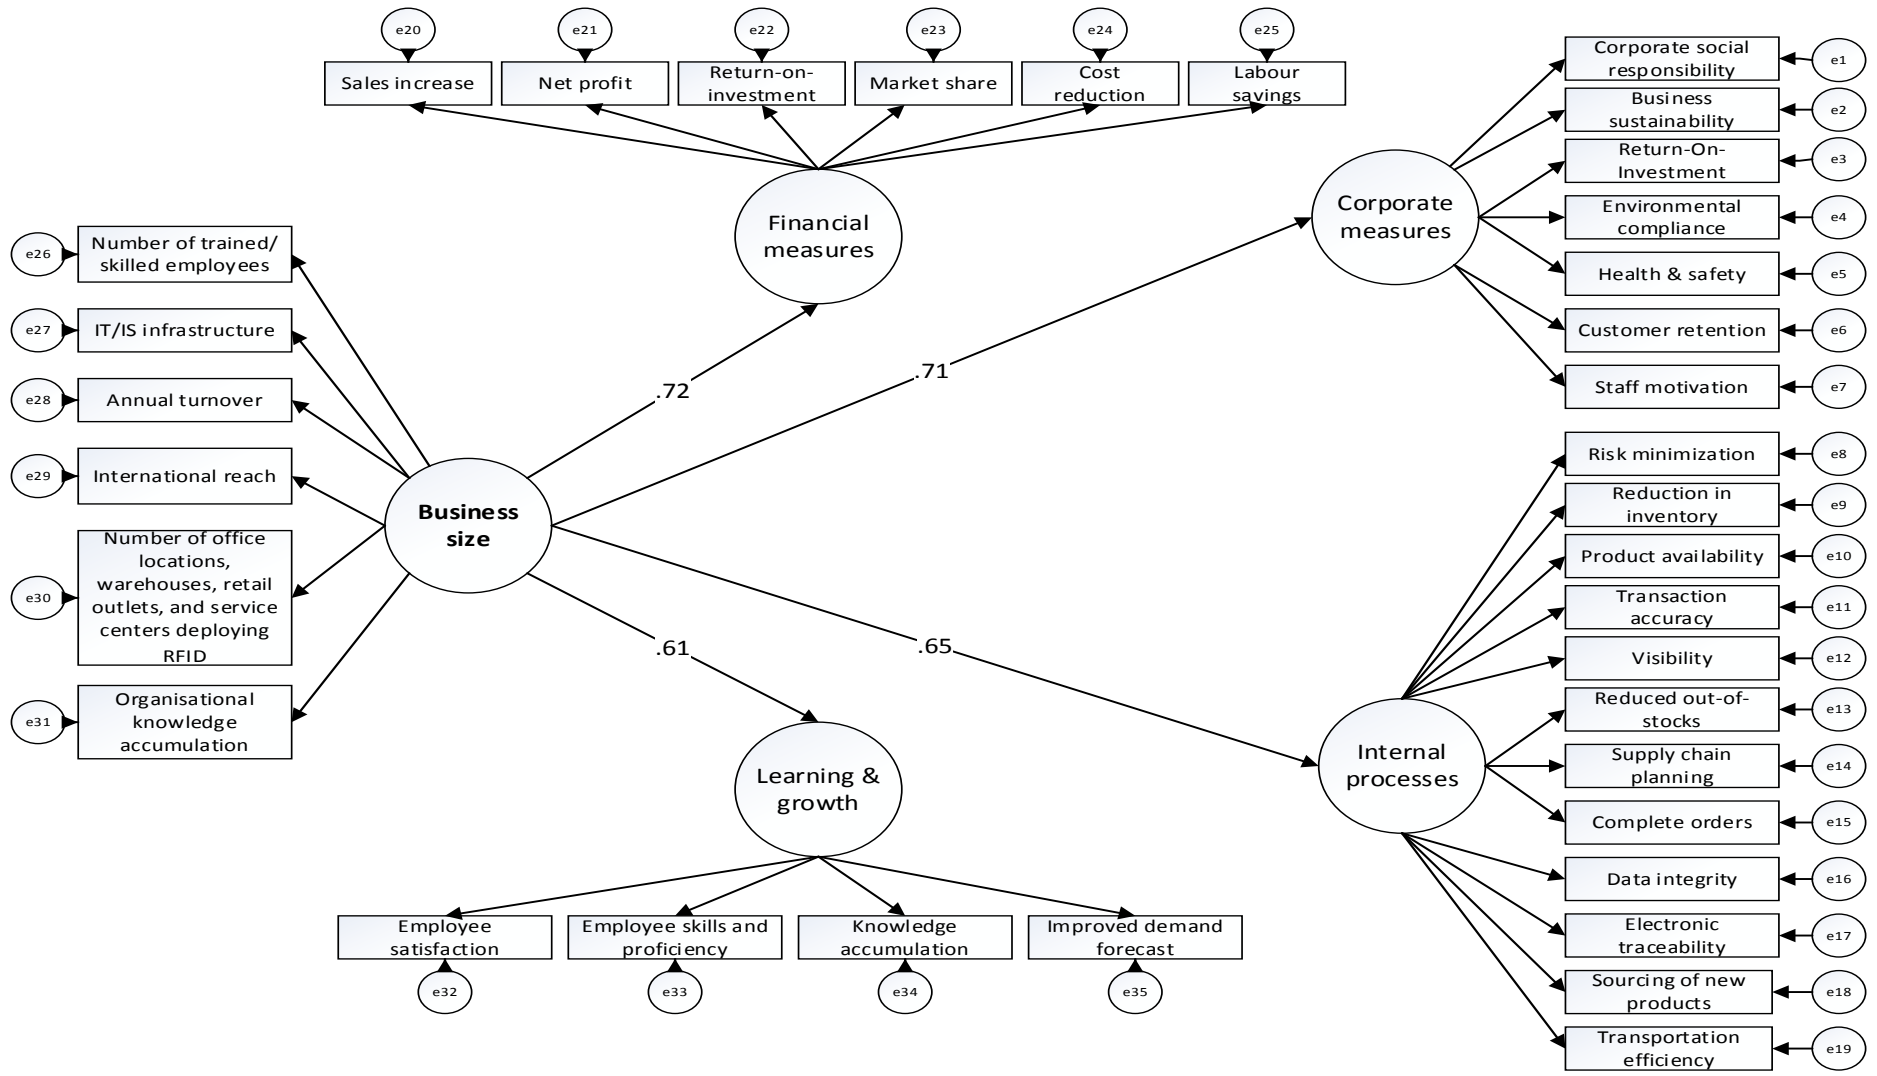 e20
e21
e22
e23
e24
e25
Sales increase
Net profit
Return-on-
investment
Market share
Cost
reduction
Labour
savings
Financial
measures
Corporate
measures
Corporate social
responsibility
e1
Business
sustainability
e2
Return-On-
Investment
e3
Environmental
compliance
e4
Health & safety
e5
Customer retention
e6
Staff motivation
e7
e26
Number of trained/
skilled employees
e27
IT/IS infrastructure
e28
Annual turnover
e29
International reach
e30
Number of office
locations,
warehouses, retail
outlets, and service
centers deploying
RFID
e31
Organisational
knowledge
accumulation
Business
size
.72
.71
.61
.65
Internal
processes
Risk minimization
e8
Reduction in
inventory
e9
Product availability
e10
Transaction
accuracy
e11
Visibility
e12
Reduced out-of-
stocks
e13
Supply chain
planning
e14
Complete orders
e15
Data integrity
e16
Electronic
traceability
e17
Sourcing of new
products
e18
Transportation
efficiency
e19
Learning &
growth
Employee
satisfaction
Employee skills and
proficiency
Knowledge
accumulation
Improved demand
forecast
e32
e33
e34
e35